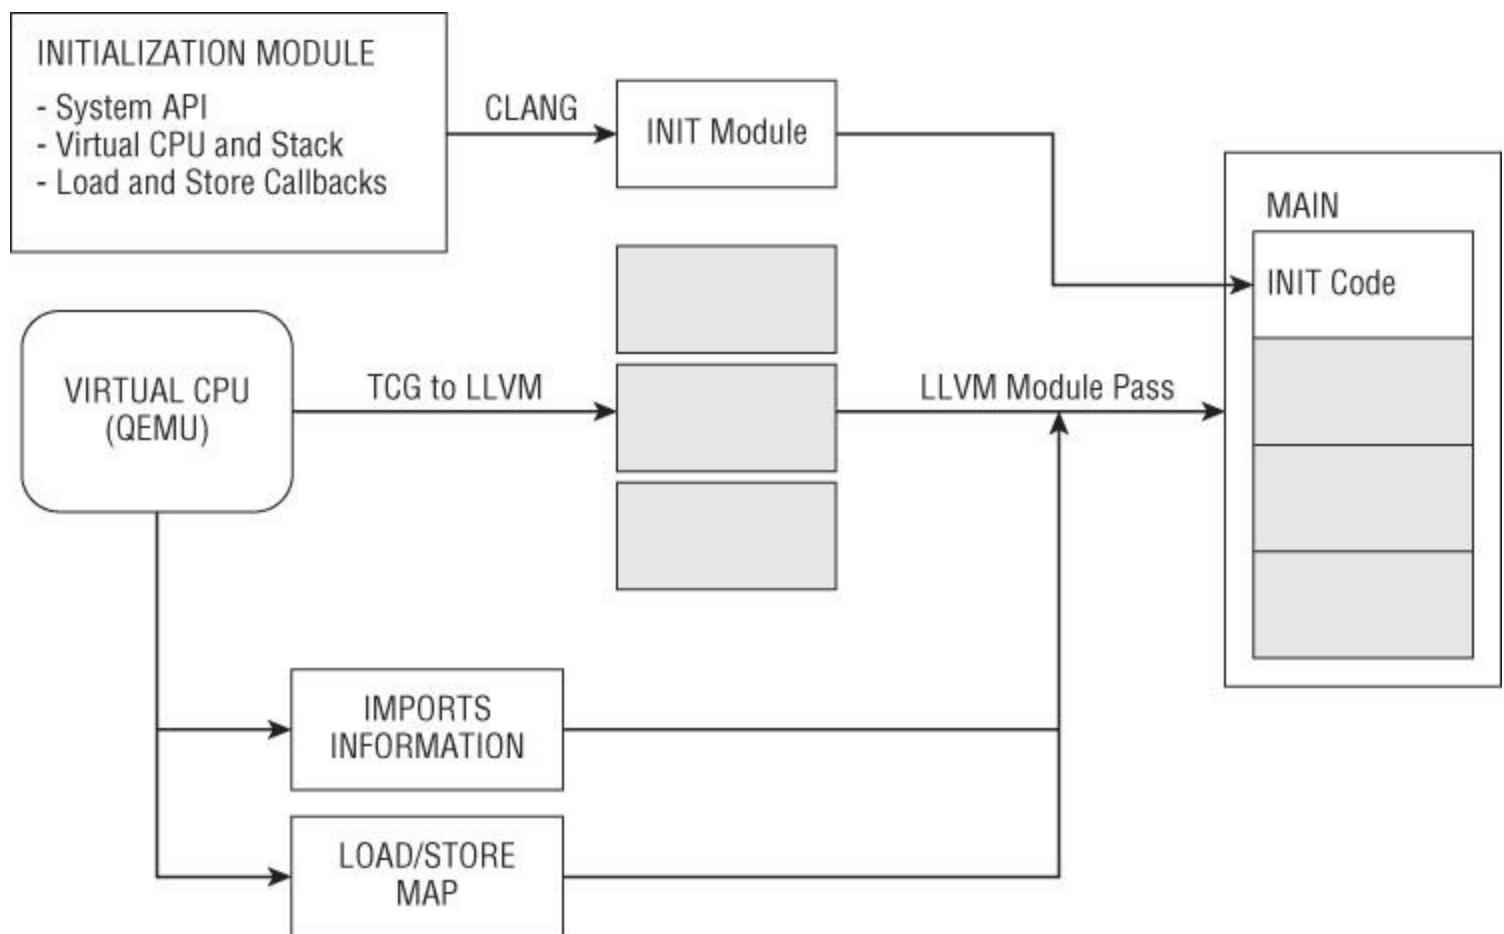 INITIALIZATION MODULE
- System API
- Virtual CPU and Stack
- Load and Store Callbacks
CLANG
INIT Module
MAIN
INIT Code
VIRTUAL CPU
(QEMU)
TCG to LLVM
LLVM Module Pass
IMPORTS
INFORMATION
LOAD/STORE
MAP